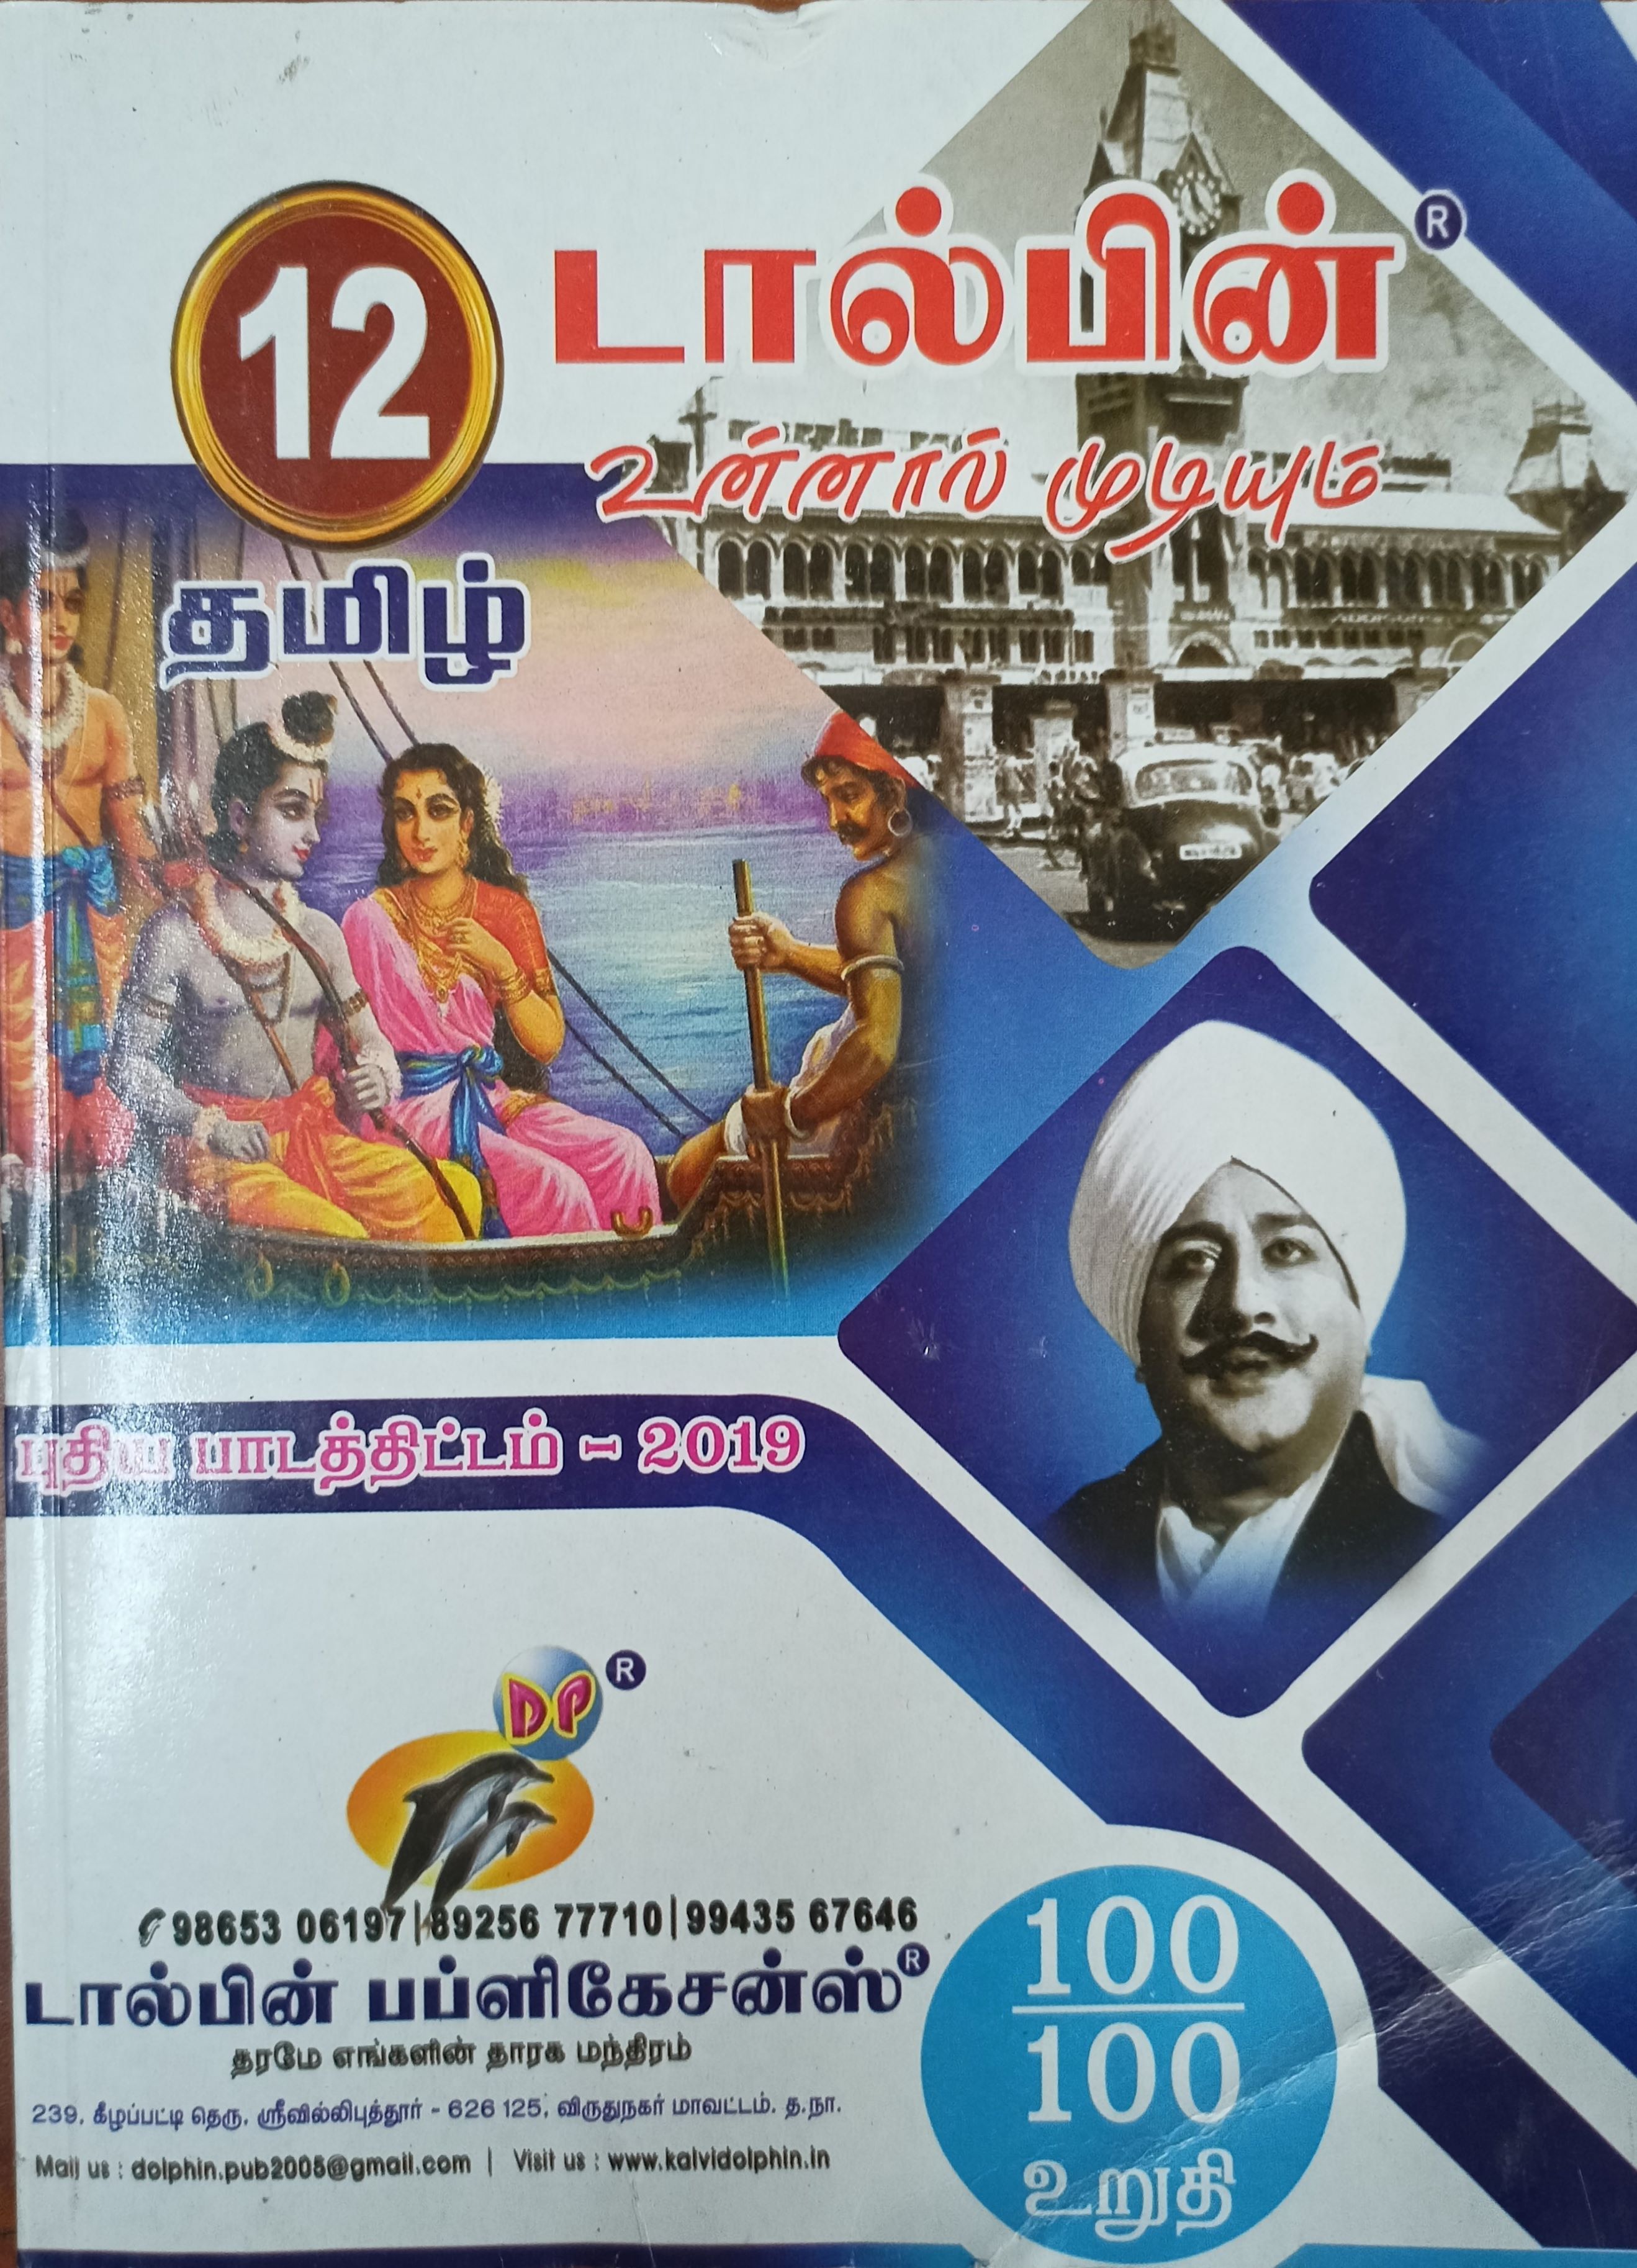 12
டால்பின் ®
உன்னால் முடியும்
தமிழ்
புதிய பாடத்திட்டம் - 2019
DP ®
98653 06197|89256 77710|99435 67646
டால்பின் பப்ளிகேசன்ஸ்®
தரமே எங்களின் தாரக மந்திரம்
239, கீழப்பட்டி தெரு, ஸ்ரீவில்லிபுத்தூர் - 626 125, விருதுநகர் மாவட்டம். த.நா.
Mail us : dolphin.pub2005@gmail.com | Visit us : www.kalvidolphin.in
100
100
உறுதி